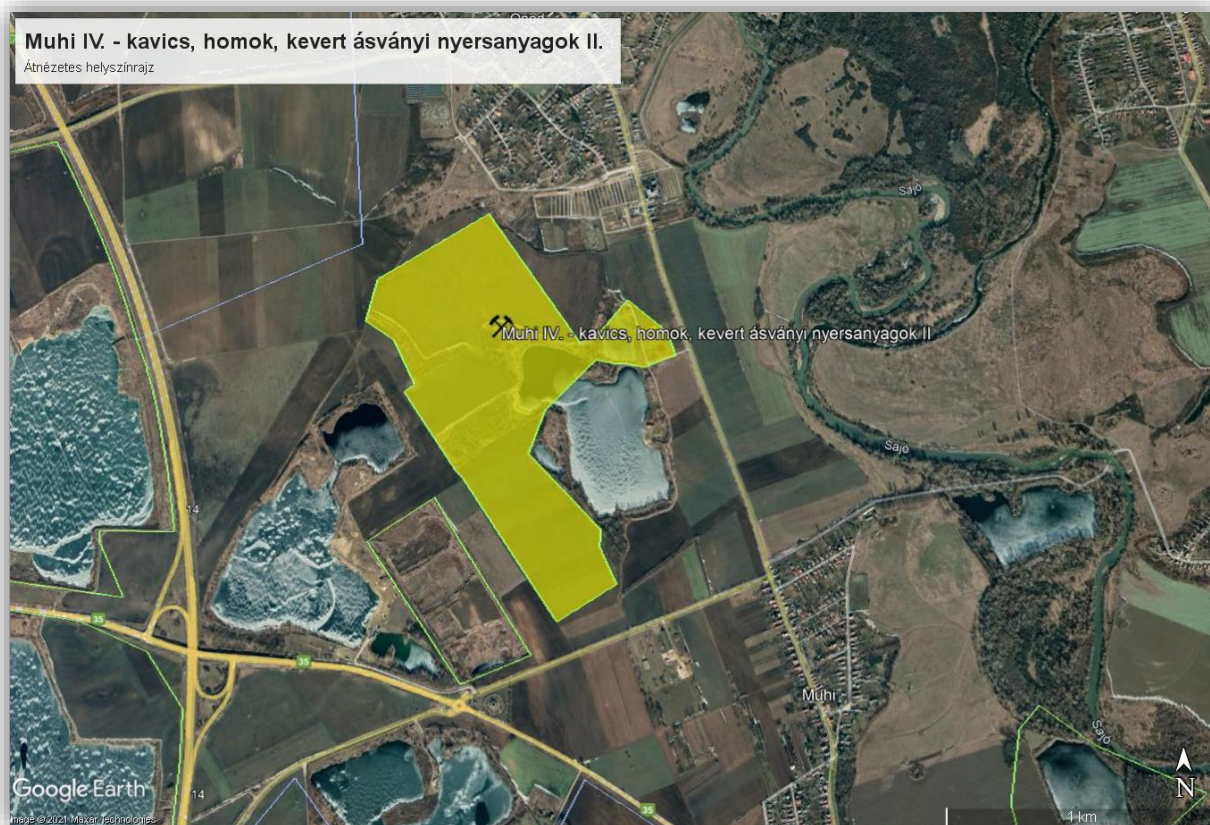 Muhi IV. - kavics, homok, kevert ásványi nyersanyagok II.
Átnézetes helyszínrajz
Ónod
Sajó
Muhi IV. - kavics, homok, kevert ásványi nyersanyagok II
Sajó
14
35
35
Muhi
Sajó
N
Google Earth
14
35
1 km
Image © 2021 Maxar Technologies